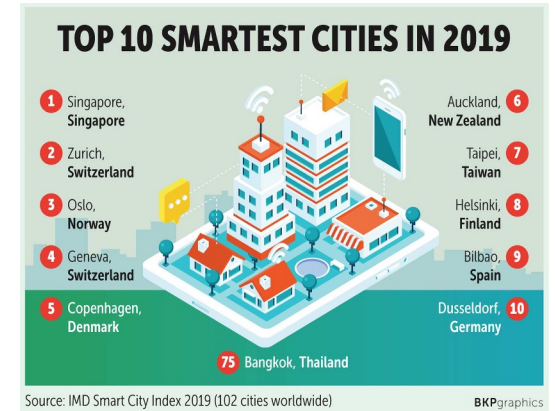 TOP 10 SMARTEST CITIES IN 2019
1 Singapore,
Singapore
2 Zurich,
Switzerland
3 Oslo,
Norway
4 Geneva,
Switzerland
5 Copenhagen,
Denmark
Auckland, 6
New Zealand
Taipei, 7
Taiwan
Helsinki, 8
Finland
Bilbao, 9
Spain
Dusseldorf, 10
Germany
75 Bangkok, Thailand
Source: IMD Smart City Index 2019 (102 cities worldwide)
BKPgraphics